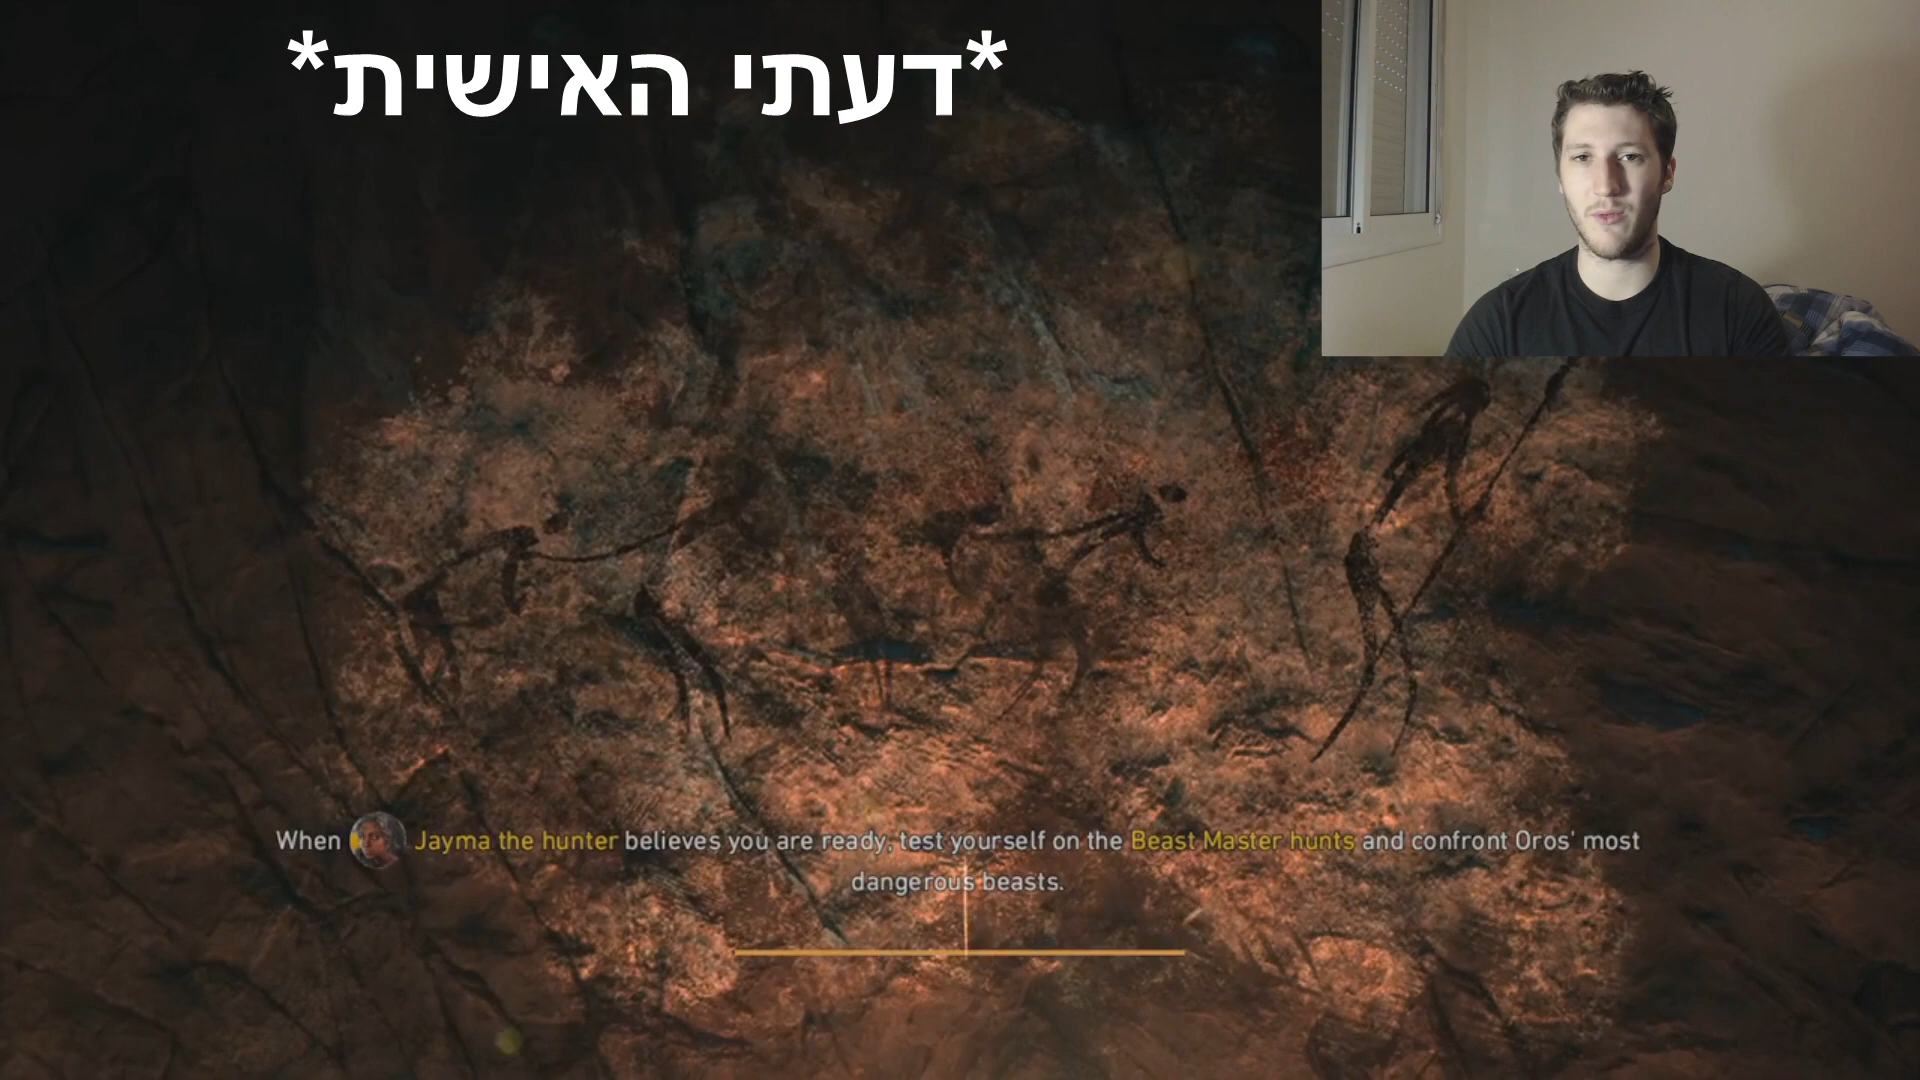 *דעתי האישית*
When Jayma the hunter believes you are ready, test yourself on the Beast Master hunts and confront Oros' most
dangerous beasts.